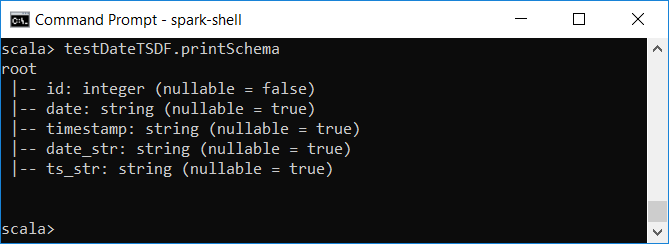 Command Prompt - spark-shell
scala> testDateTSDF.printSchema
root
 |-- id: integer (nullable = false)
 |-- date: string (nullable = true)
 |-- timestamp: string (nullable = true)
 |-- date_str: string (nullable = true)
 |-- ts_str: string (nullable = true)
scala>